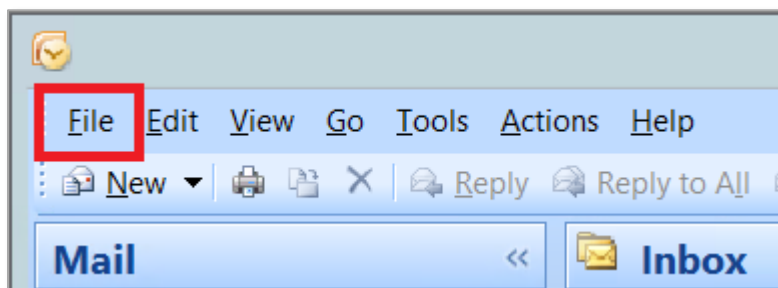 File Edit View Go Tools Actions Help
New Reply Reply to All
Mail Inbox